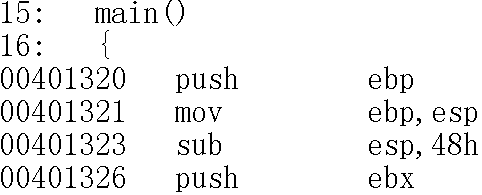 15:   main()
16:   {
00401320   push        ebp
00401321   mov         ebp,esp
00401323   sub         esp,48h
00401326   push        ebx